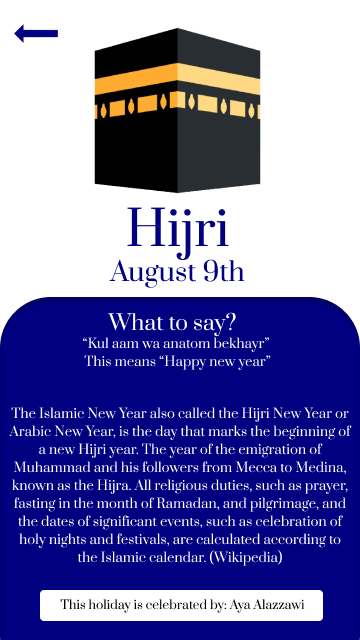 Hijri
August 9th
What to say?
“Kul aam wa anatom bekhayr”
This means “Happy new year”
The Islamic New Year also called the Hijri New Year or
Arabic New Year, is the day that marks the beginning of
a new Hijri year. The year of the emigration of
Muhammad and his followers from Mecca to Medina,
known as the Hijra. All religious duties, such as prayer,
fasting in the month of Ramadan, and pilgrimage, and
the dates of significant events, such as celebration of
holy nights and festivals, are calculated according to
the Islamic calendar. (Wikipedia)
This holiday is celebrated by: Aya Alazzawi